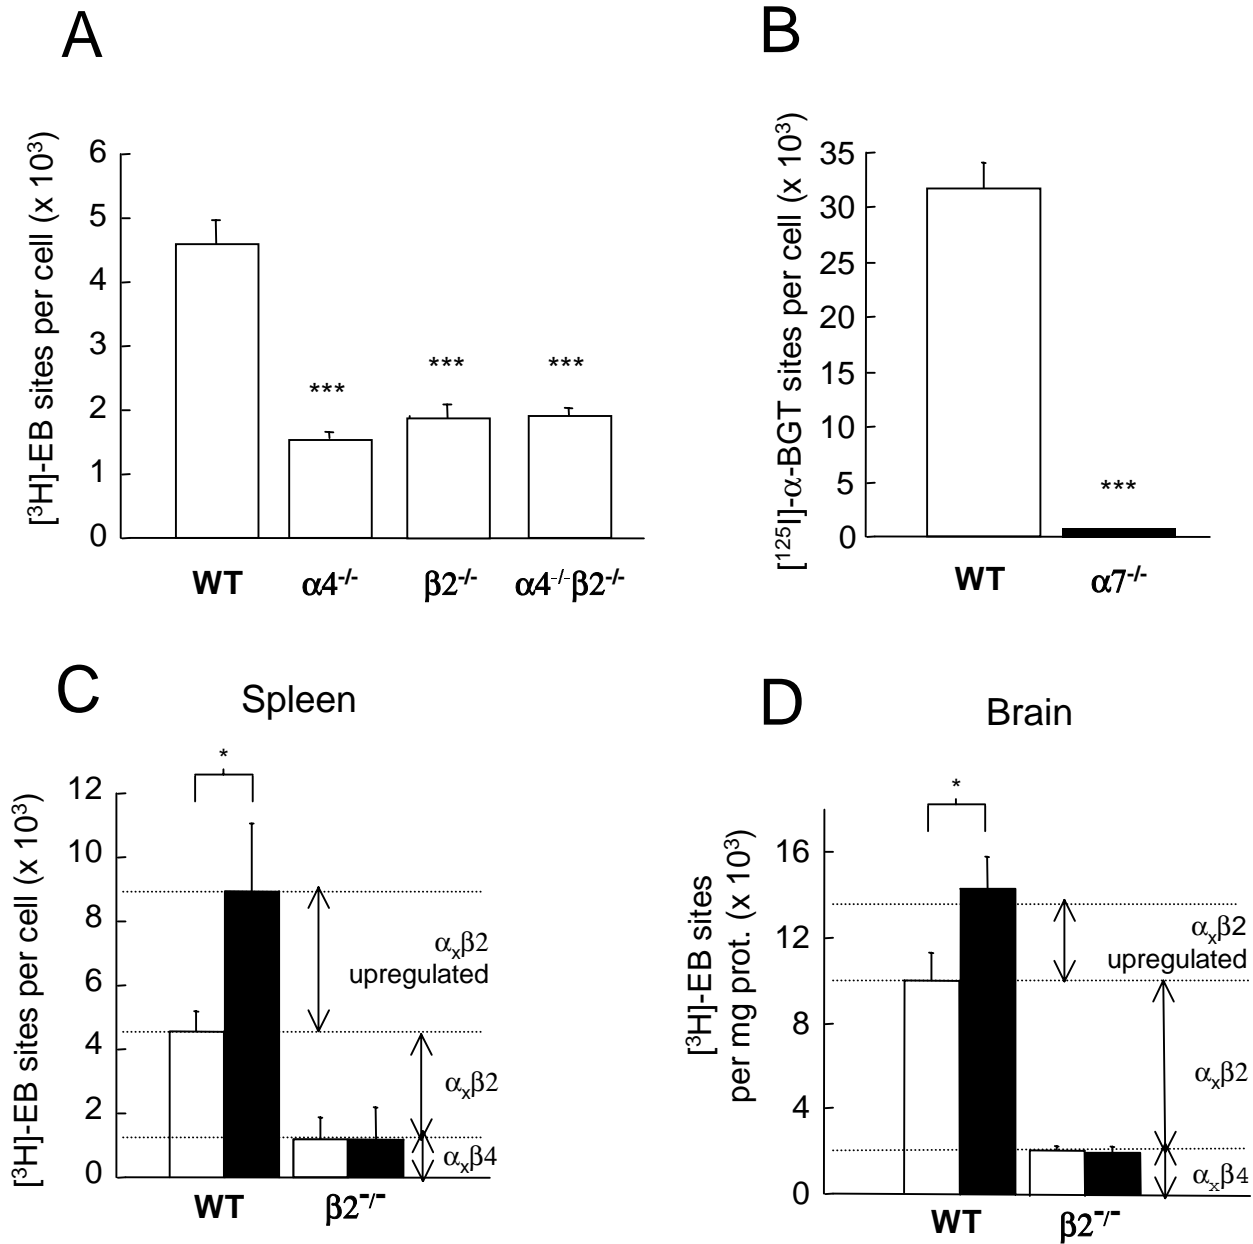 A
[³H]-EB sites per cell (x 10³)
6
5
4
3
2
1
0
***
***
***
WT
α4-/-
β2-/-
α4-/-β2-/-
B
[¹²⁵I]-α-BGT sites per cell (x 10³)
35
30
25
20
15
10
5
0
***
WT
α7-/-
C
Spleen
[³H]-EB sites per cell (x 10³)
12
10
8
6
4
2
0
*
αxβ2
upregulated
αxβ2
αxβ4
WT
β2-/-
D
Brain
[³H]-EB sites
per mg prot. (x 10³)
16
12
8
4
0
*
αxβ2
upregulated
αxβ2
αxβ4
WT
β2-/-